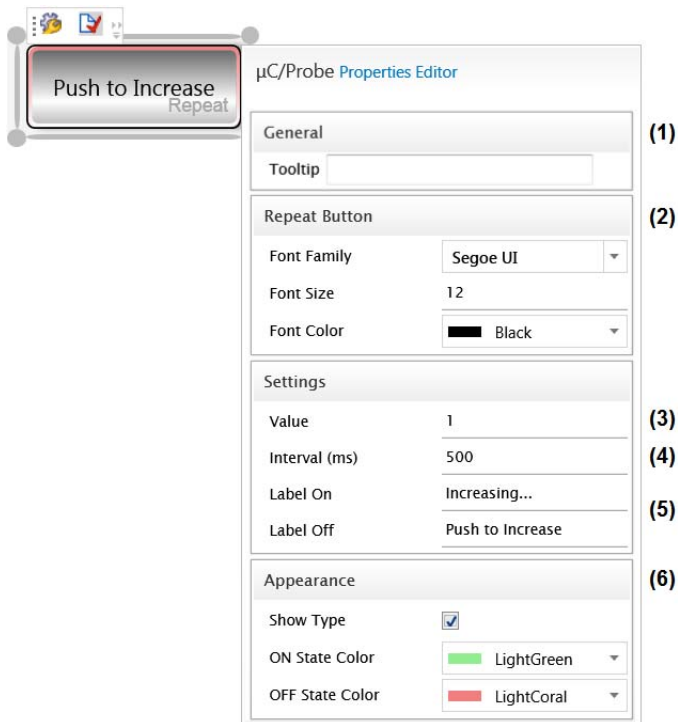 Push to Increase
Repeat
µC/Probe Properties Editor
General (1)
Tooltip
Repeat Button (2)
Font Family Segoe UI
Font Size 12
Font Color Black
Settings
Value 1 (3)
Interval (ms) 500 (4)
Label On Increasing...
(5)
Label Off Push to Increase
Appearance (6)
Show Type
ON State Color LightGreen
OFF State Color LightCoral